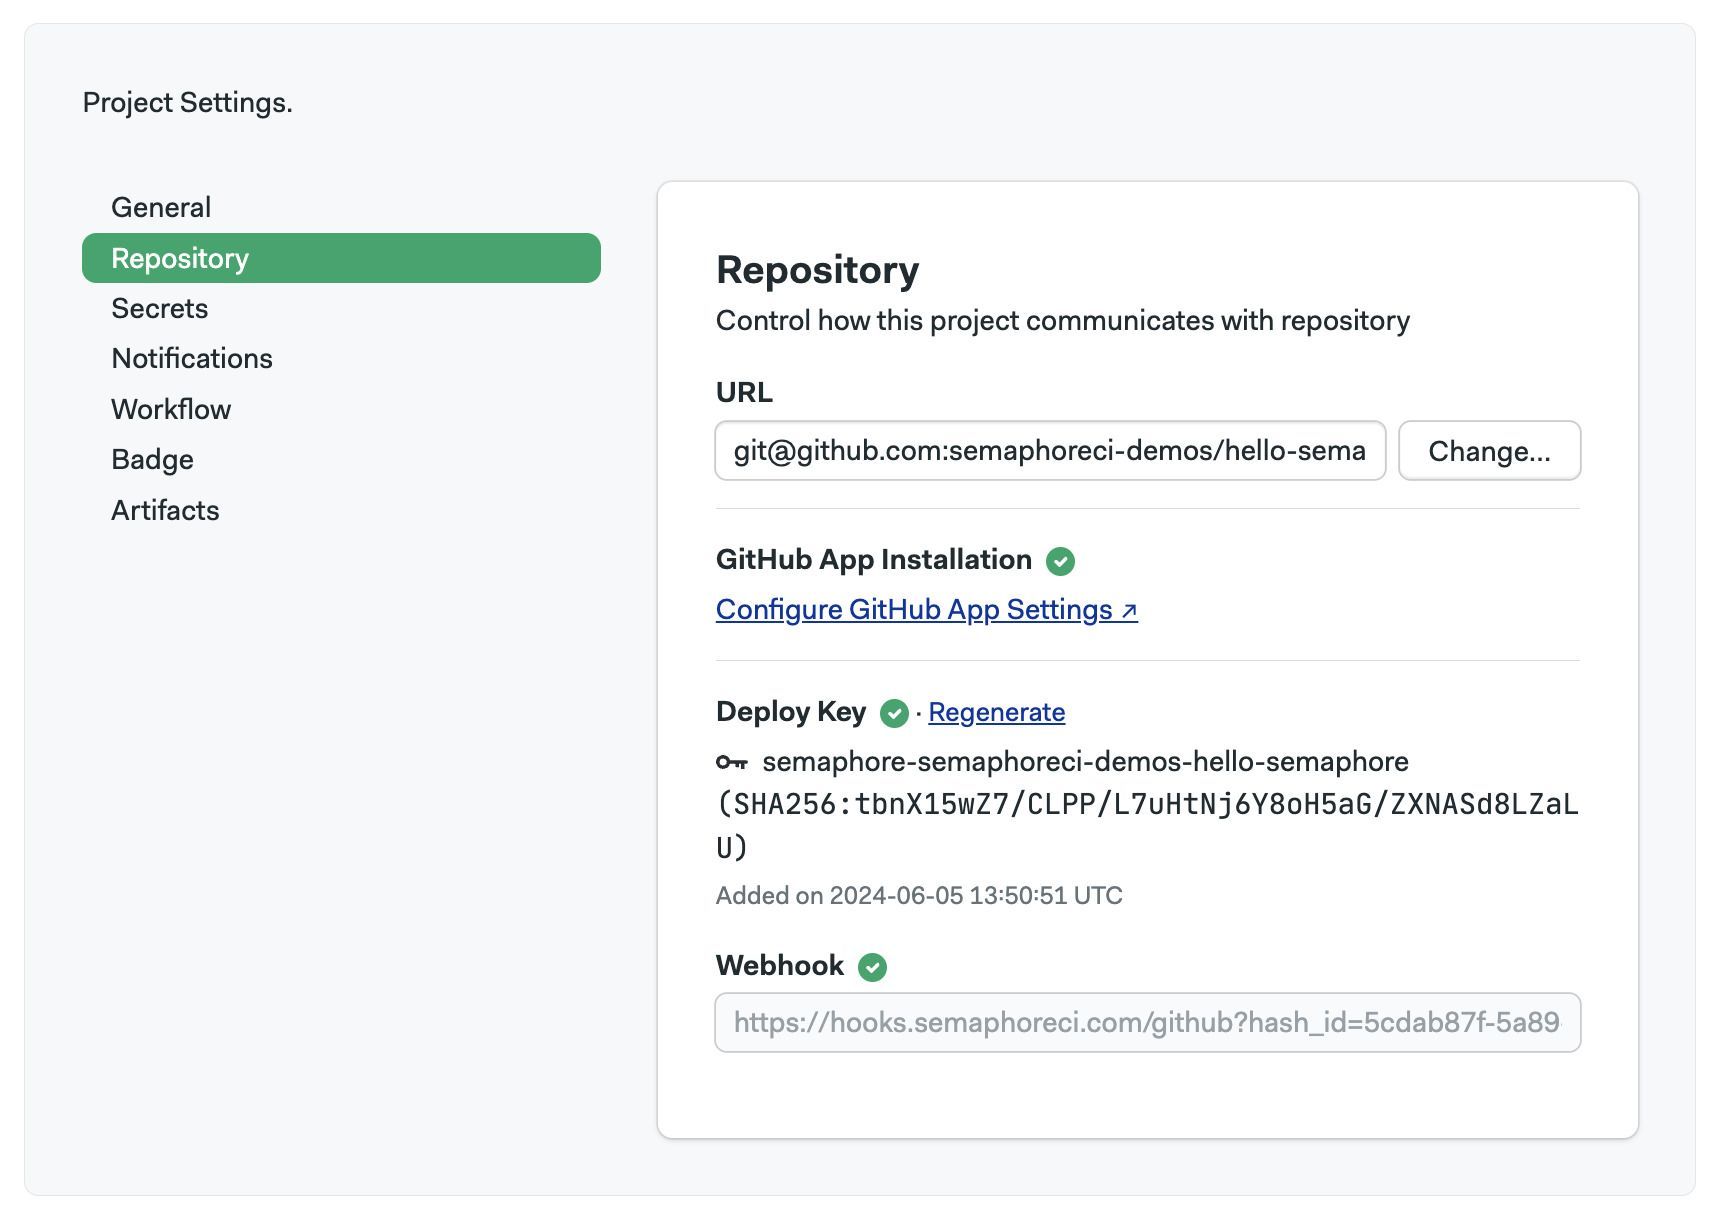 Project Settings.
General
Repository
Secrets
Notifications
Workflow
Badge
Artifacts
Repository
Control how this project communicates with repository
URL
git@github.com:semaphoreci-demos/hello-sema
Change...
GitHub App Installation
Configure GitHub App Settings ↗
Deploy Key · Regenerate
semaphore-semaphoreci-demos-hello-semaphore
(SHA256:tbnX15wZ7/CLPP/L7uHtNj6Y8oH5aG/ZXNASd8LZaL
U)
Added on 2024-06-05 13:50:51 UTC
Webhook
https://hooks.semaphoreci.com/github?hash_id=5cdab87f-5a89-